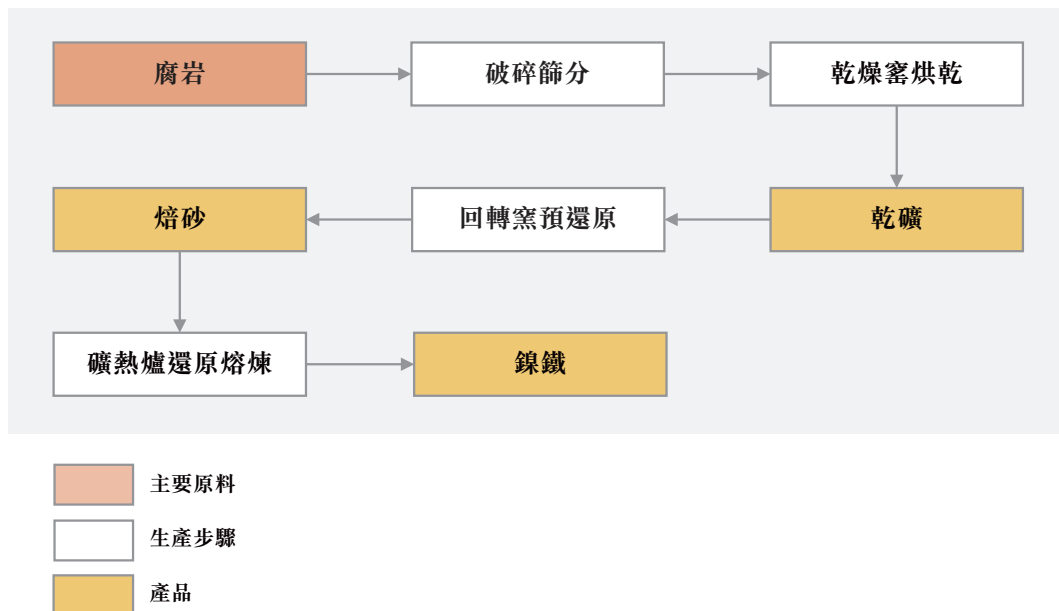 腐岩
破碎篩分
乾燥窰烘乾
乾礦
回轉窯預還原
焙砂
礦熱爐還原熔煉
鎳鐵
主要原料
生產步驟
產品